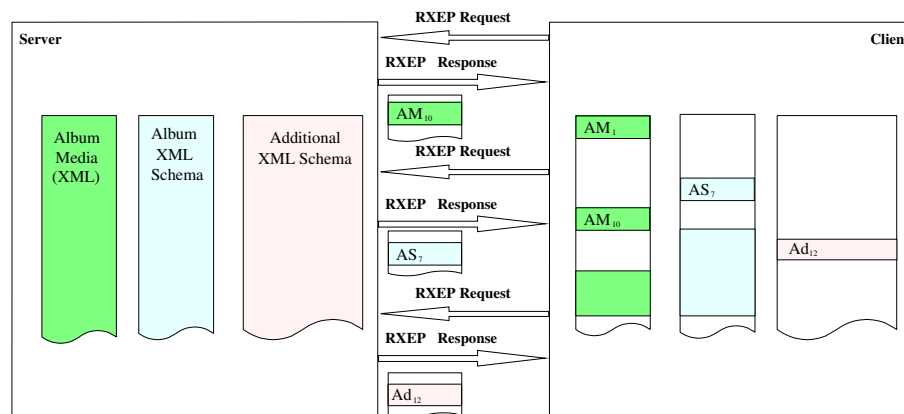 RXEP Request
Server
Client
RXEP Response
AM10
Album
Media
(XML)
Album
XML
Schema
Additional
XML Schema
AM1
RXEP Request
AS7
RXEP Response
AM10
AS7
Ad12
RXEP Request
RXEP Response
Ad12